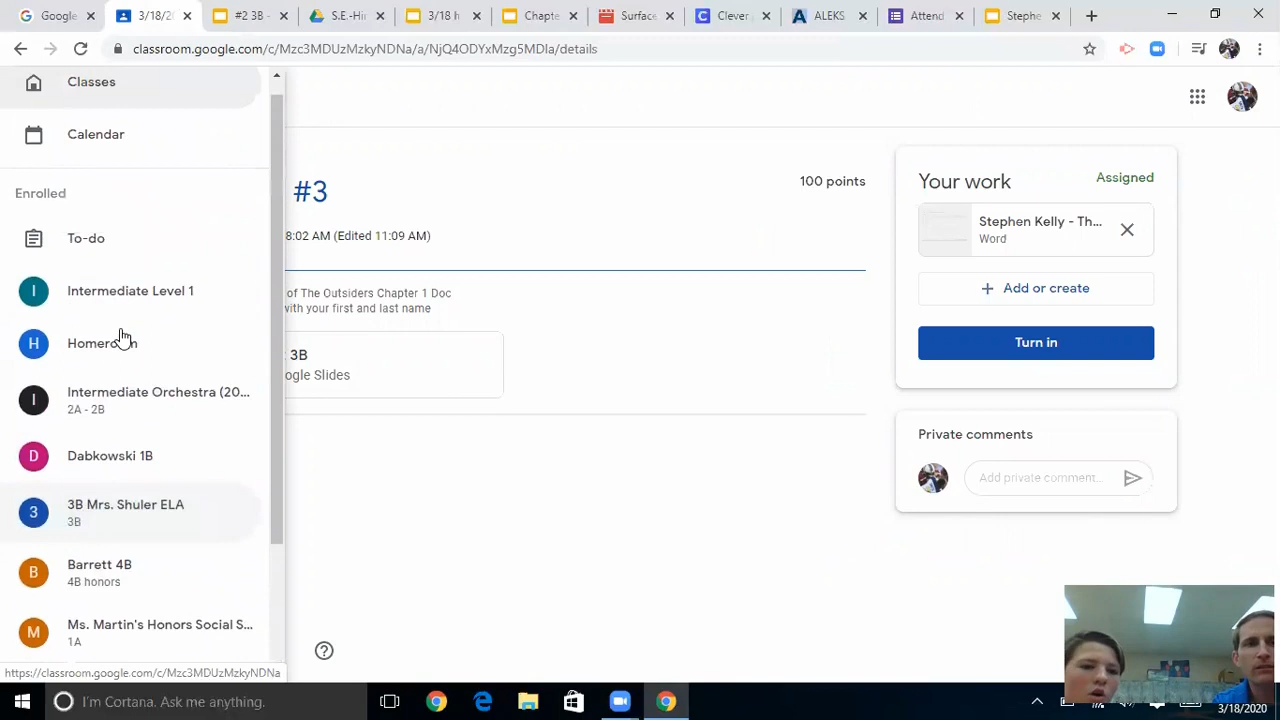 Google
3/18/2
#2 3B -
S.E-Hin
3/18 h
Chapte
Surface
Clever
ALEKS
Attend
Stephe
classroom.google.com/c/Mzc3MDUzMzkyNDNa/a/NjQ4ODYxMzg5MDla/details
Classes
Calendar
Enrolled
To-do
Intermediate Level 1
Intermediate Orchestra (20...
2A - 2B
Dabkowski 1B
3B Mrs. Shuler ELA
3B
Barrett 4B
4B honors
Ms. Martin's Honors Social S...
1A
https://classroom.google.com/c/Mzc3MDUzMzkyNDNa
I
H
I
D
3
B
M
#3
100 points
8:02 AM (Edited 11:09 AM)
of The Outsiders Chapter 1 Doc
with your first and last name
3B
ogle Slides
Your work
Assigned
Stephen Kelly - Th...
Word
Add or create
Turn in
Private comments
Add private comment...
I'm Cortana. Ask me anything.
3/18/2020